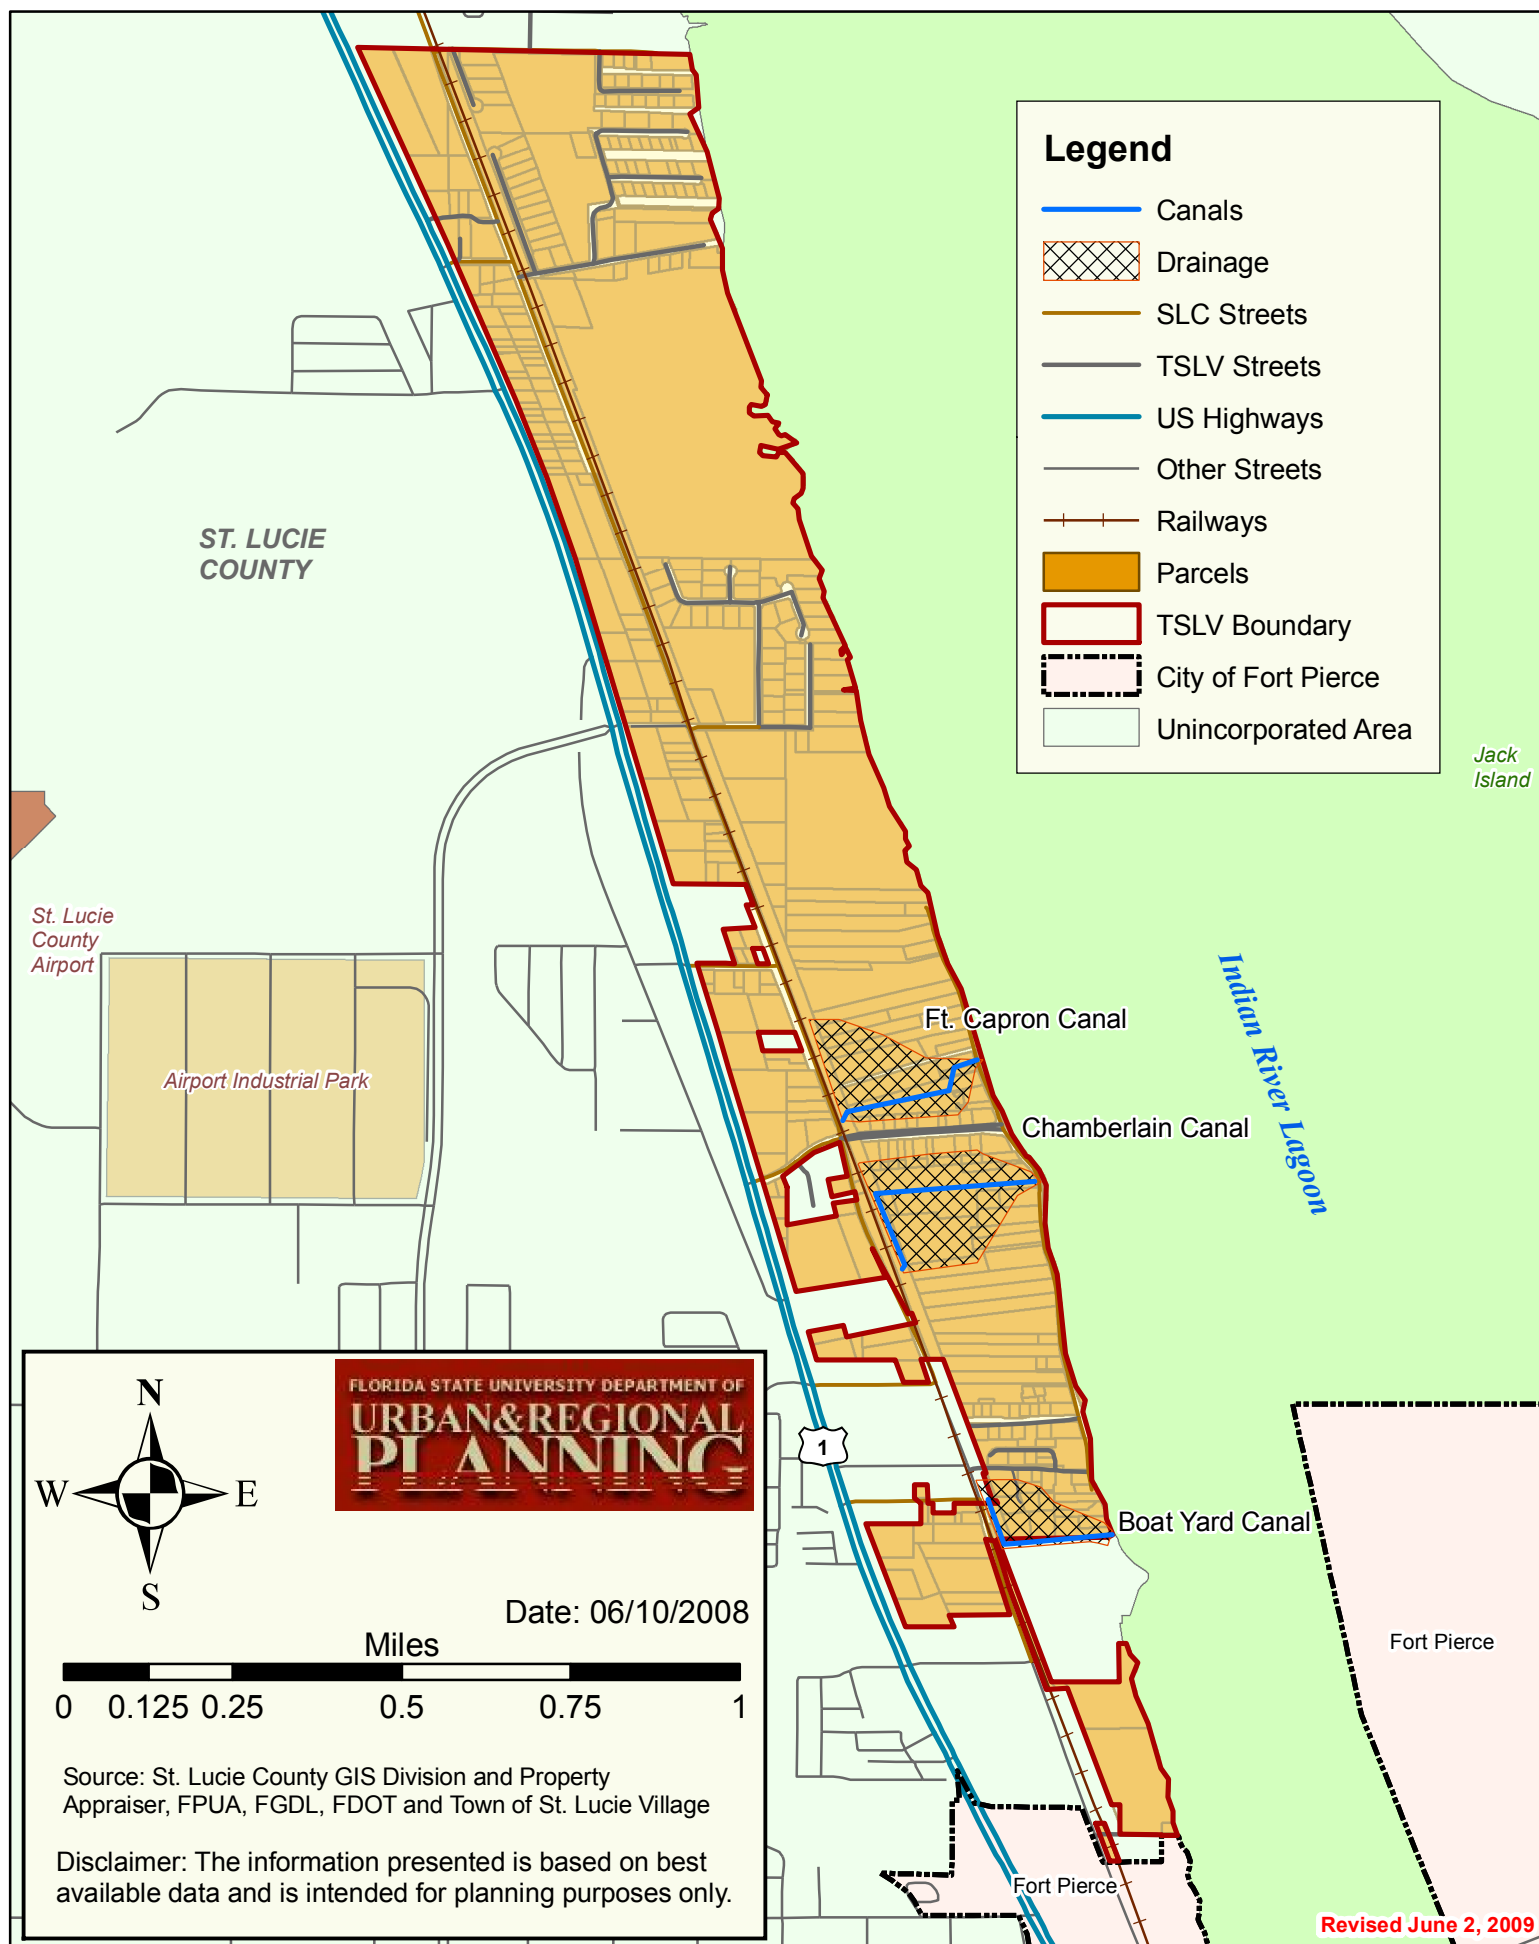 Legend
Canals
Drainage
SLC Streets
TSLV Streets
US Highways
Other Streets
Railways
Parcels
TSLV Boundary
City of Fort Pierce
Unincorporated Area
ST. LUCIE
COUNTY
Jack
Island
St. Lucie
County
Airport
Airport Industrial Park
Ft. Capron Canal
Indian River Lagoon
Chamberlain Canal
1
Boat Yard Canal
Fort Pierce
Fort Pierce
N
W
E
S
FLORIDA STATE UNIVERSITY DEPARTMENT OF
URBAN&REGIONAL
PLANNING
Date: 06/10/2008
Miles
0 0.125 0.25 0.5 0.75 1
Source: St. Lucie County GIS Division and Property
Appraiser, FPUA, FGDL, FDOT and Town of St. Lucie Village
Disclaimer: The information presented is based on best
available data and is intended for planning purposes only.
Revised June 2, 2009